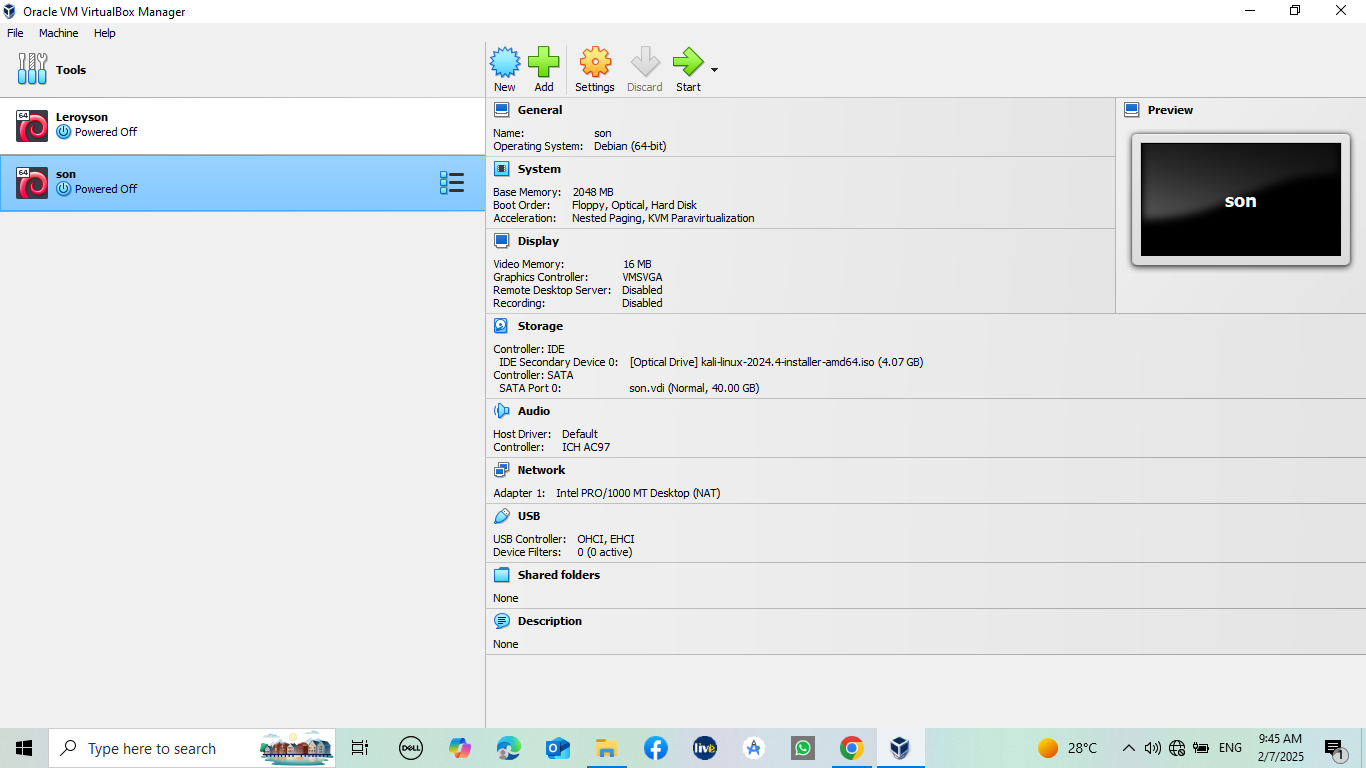 Oracle VM VirtualBox Manager
File Machine Help
Tools
New Add Settings Discard Start
64 Leroyson
Powered Off
64 son
Powered Off
General
Name: son
Operating System: Debian (64-bit)
System
Base Memory: 2048 MB
Boot Order: Floppy, Optical, Hard Disk
Acceleration: Nested Paging, KVM Paravirtualization
Display
Video Memory: 16 MB
Graphics Controller: VMSVGA
Remote Desktop Server: Disabled
Recording: Disabled
Preview
son
Storage
Controller: IDE
IDE Secondary Device 0: [Optical Drive] kali-linux-2024.4-installer-amd64.iso (4.07 GB)
Controller: SATA
SATA Port 0: son.vdi (Normal, 40.00 GB)
Audio
Host Driver: Default
Controller: ICH AC97
Network
Adapter 1: Intel PRO/1000 MT Desktop (NAT)
USB
USB Controller: OHCI, EHCI
Device Filters: 0 (0 active)
Shared folders
None
Description
None
Type here to search
DELL
live
28°C
ENG
9:45 AM
2/7/2025
1